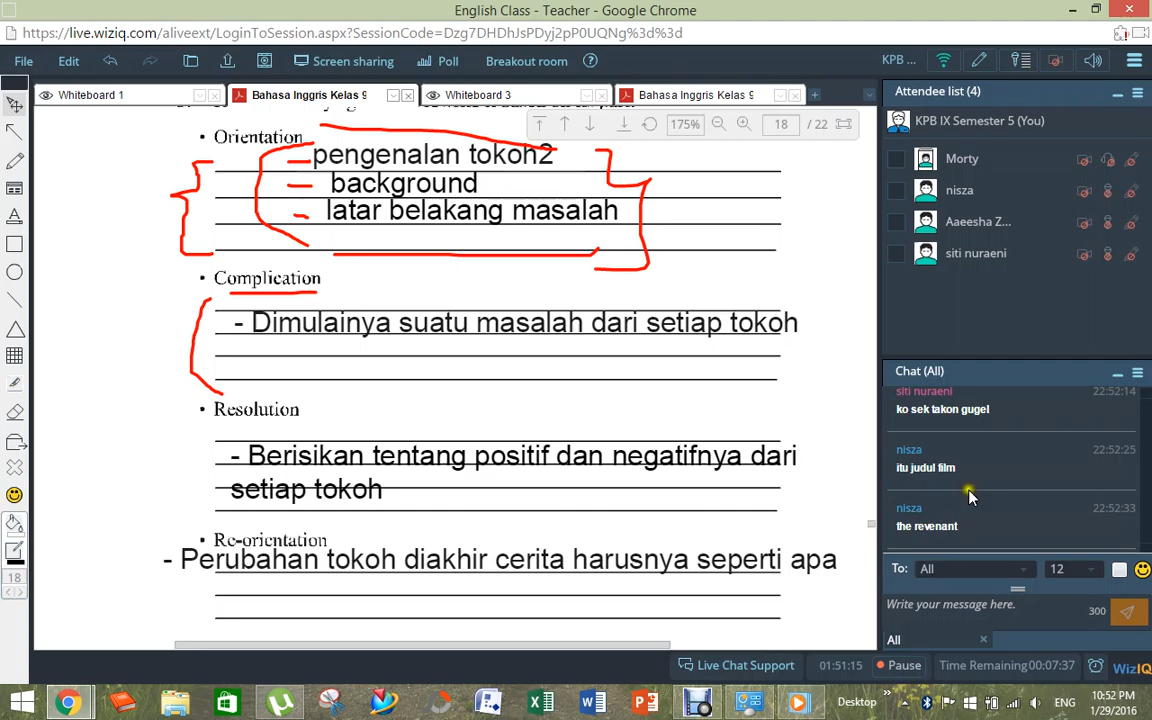 English Class - Teacher - Google Chrome
https://live.wiziq.com/aliveext/LoginToSession.aspx?SessionCode=Dzg7DHDhJsPDyj2pP0UQNg%3d%3d
File Edit Screen sharing Poll Breakout room KPB ...
Whiteboard 1 Bahasa Inggris Kelas 9 Whiteboard 3 Bahasa Inggris Kelas 9
175% 18 / 22
• Orientation
pengenalan tokoh2
background
latar belakang masalah
• Complication
- Dimulainya suatu masalah dari setiap tokoh
• Resolution
- Berisikan tentang positif dan negatifnya dari
setiap tokoh
• Re-orientation
- Perubahan tokoh diakhir cerita harusnya seperti apa
18
Attendee list (4)
KPB IX Semester 5 (You)
Morty
nisza
Aaeesha Z...
siti nuraeni
Chat (All)
siti nuraeni 22:52:14
ko sek takon gugel
nisza 22:52:25
itu judul film
nisza 22:52:33
the revenant
To: All 12
Write your message here. 300
All
Live Chat Support 01:51:15 Pause Time Remaining 00:07:37 WizIQ
Desktop ENG 10:52 PM
1/29/2016